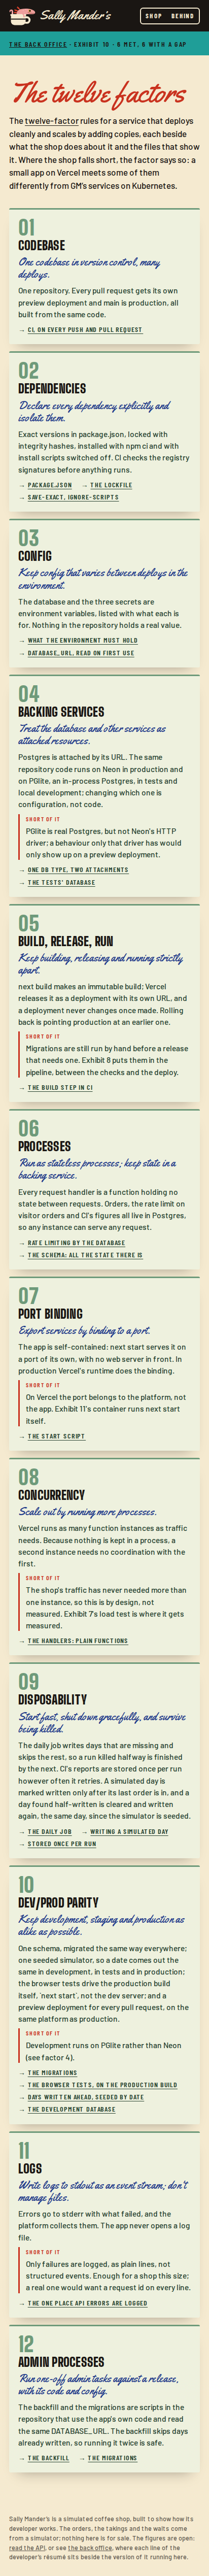 Sally Mander's
SHOP BEHIND
THE BACK OFFICE · EXHIBIT 10 · 6 MET, 6 WITH A GAP
The twelve factors
The twelve-factor rules for a service that deploys
cleanly and scales by adding copies, each beside
what the shop does about it and the files that show
it. Where the shop falls short, the factor says so: a
small app on Vercel meets some of them
differently from GM's services on Kubernetes.
01
CODEBASE
One codebase in version control, many
deploys.
One repository. Every pull request gets its own
preview deployment and main is production, all
built from the same code.
→ CI, ON EVERY PUSH AND PULL REQUEST
02
DEPENDENCIES
Declare every dependency explicitly and
isolate them.
Exact versions in package.json, locked with
integrity hashes, installed with npm ci and with
install scripts switched off. CI checks the registry
signatures before anything runs.
→ PACKAGE.JSON → THE LOCKFILE
→ SAVE-EXACT, IGNORE-SCRIPTS
03
CONFIG
Keep config that varies between deploys in the
environment.
The database and the three secrets are
environment variables, listed with what each is
for. Nothing in the repository holds a real value.
→ WHAT THE ENVIRONMENT MUST HOLD
→ DATABASE_URL, READ ON FIRST USE
04
BACKING SERVICES
Treat the database and other services as
attached resources.
Postgres is attached by its URL. The same
repository code runs on Neon in production and
on PGlite, an in-process Postgres, in tests and
local development; changing which one is
configuration, not code.
SHORT OF IT
PGlite is real Postgres, but not Neon's HTTP
driver; a behaviour only that driver has would
only show up on a preview deployment.
→ ONE DB TYPE, TWO ATTACHMENTS
→ THE TESTS' DATABASE
05
BUILD, RELEASE, RUN
Keep building, releasing and running strictly
apart.
next build makes an immutable build; Vercel
releases it as a deployment with its own URL, and
a deployment never changes once made. Rolling
back is pointing production at an earlier one.
SHORT OF IT
Migrations are still run by hand before a release
that needs one. Exhibit 8 puts them in the
pipeline, between the checks and the deploy.
→ THE BUILD STEP IN CI
06
PROCESSES
Run as stateless processes; keep state in a
backing service.
Every request handler is a function holding no
state between requests. Orders, the rate limit on
visitor orders and CI's figures all live in Postgres,
so any instance can serve any request.
→ RATE LIMITING BY THE DATABASE
→ THE SCHEMA: ALL THE STATE THERE IS
07
PORT BINDING
Export services by binding to a port.
The app is self-contained: next start serves it on
a port of its own, with no web server in front. In
production Vercel's runtime does the binding.
SHORT OF IT
On Vercel the port belongs to the platform, not
the app. Exhibit 11's container runs next start
itself.
→ THE START SCRIPT
08
CONCURRENCY
Scale out by running more processes.
Vercel runs as many function instances as traffic
needs. Because nothing is kept in a process, a
second instance needs no coordination with the
first.
SHORT OF IT
The shop's traffic has never needed more than
one instance, so this is by design, not
measured. Exhibit 7's load test is where it gets
measured.
→ THE HANDLERS: PLAIN FUNCTIONS
09
DISPOSABILITY
Start fast, shut down gracefully, and survive
being killed.
The daily job writes days that are missing and
skips the rest, so a run killed halfway is finished
by the next. CI's reports are stored once per run
however often it retries. A simulated day is
marked written only after its last order is in, and a
day found half-written is cleared and written
again, the same day, since the simulator is seeded.
→ THE DAILY JOB → WRITING A SIMULATED DAY
→ STORED ONCE PER RUN
10
DEV/PROD PARITY
Keep development, staging and production as
alike as possible.
One schema, migrated the same way everywhere;
one seeded simulator, so a date comes out the
same in development, in tests and in production;
the browser tests drive the production build
itself, `next start`, not the dev server; and a
preview deployment for every pull request, on the
same platform as production.
SHORT OF IT
Development runs on PGlite rather than Neon
(see factor 4).
→ THE MIGRATIONS
→ THE BROWSER TESTS, ON THE PRODUCTION BUILD
→ DAYS WRITTEN AHEAD, SEEDED BY DATE
→ THE DEVELOPMENT DATABASE
11
LOGS
Write logs to stdout as an event stream; don't
manage files.
Errors go to stderr with what failed, and the
platform collects them. The app never opens a log
file.
SHORT OF IT
Only failures are logged, as plain lines, not
structured events. Enough for a shop this size;
a real one would want a request id on every line.
→ THE ONE PLACE API ERRORS ARE LOGGED
12
ADMIN PROCESSES
Run one-off admin tasks against a release,
with its code and config.
The backfill and the migrations are scripts in the
repository that use the app's own code and read
the same DATABASE_URL. The backfill skips days
already written, so running it twice is safe.
→ THE BACKFILL → THE MIGRATIONS
Sally Mander's is a simulated coffee shop, built to show how its
developer works. The orders, the takings and the waits come
from a simulator; nothing here is for sale. The figures are open:
read the API, or see the back office, where each line of the
developer's résumé sits beside the version of it running here.